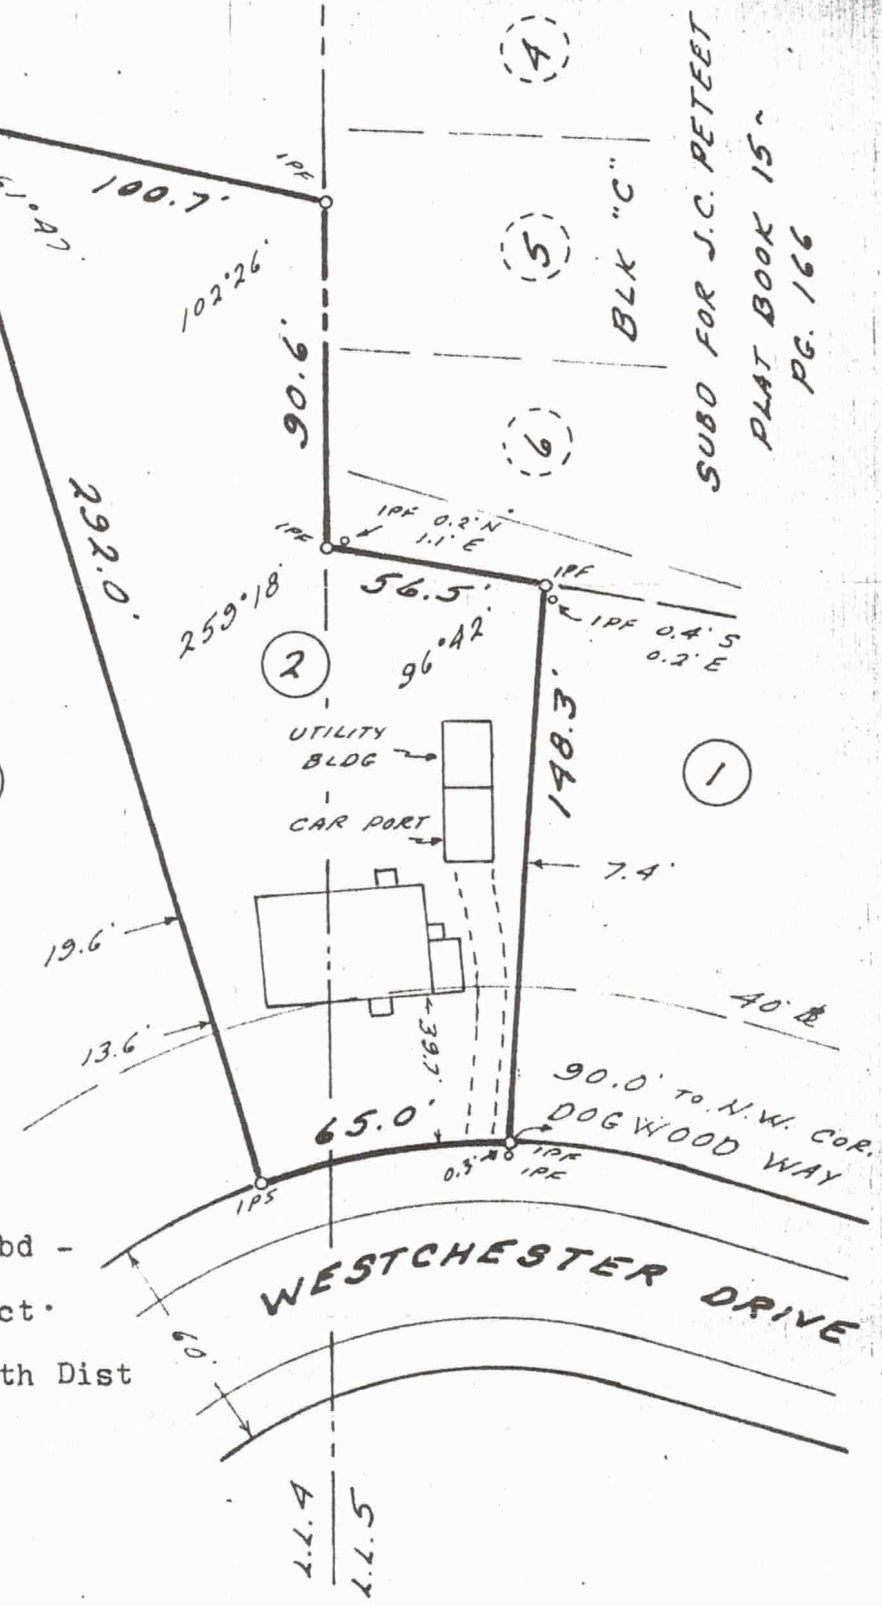 4
IPF
100.7'
102°26'
5
BLK "C"
SUBD FOR J.C. PETEET
PLAT BOOK 15~
PG. 166
90.6'
6
292.0'
IPF
IPF 0.2' N
1.1' E
56.5'
IPF
IPF 0.4' S
0.2' E
259°18'
96°42'
2
148.3'
UTILITY
BLDG
CAR PORT
1
7.4'
19.6'
13.6'
40'
39.7'
65.0'
90.0' TO N.W. COR.
DOGWOOD WAY
0.3'
IPF
IPF
IPS
WESTCHESTER DRIVE
60'
bd -
ct.
th Dist
L.L.4
L.L.5